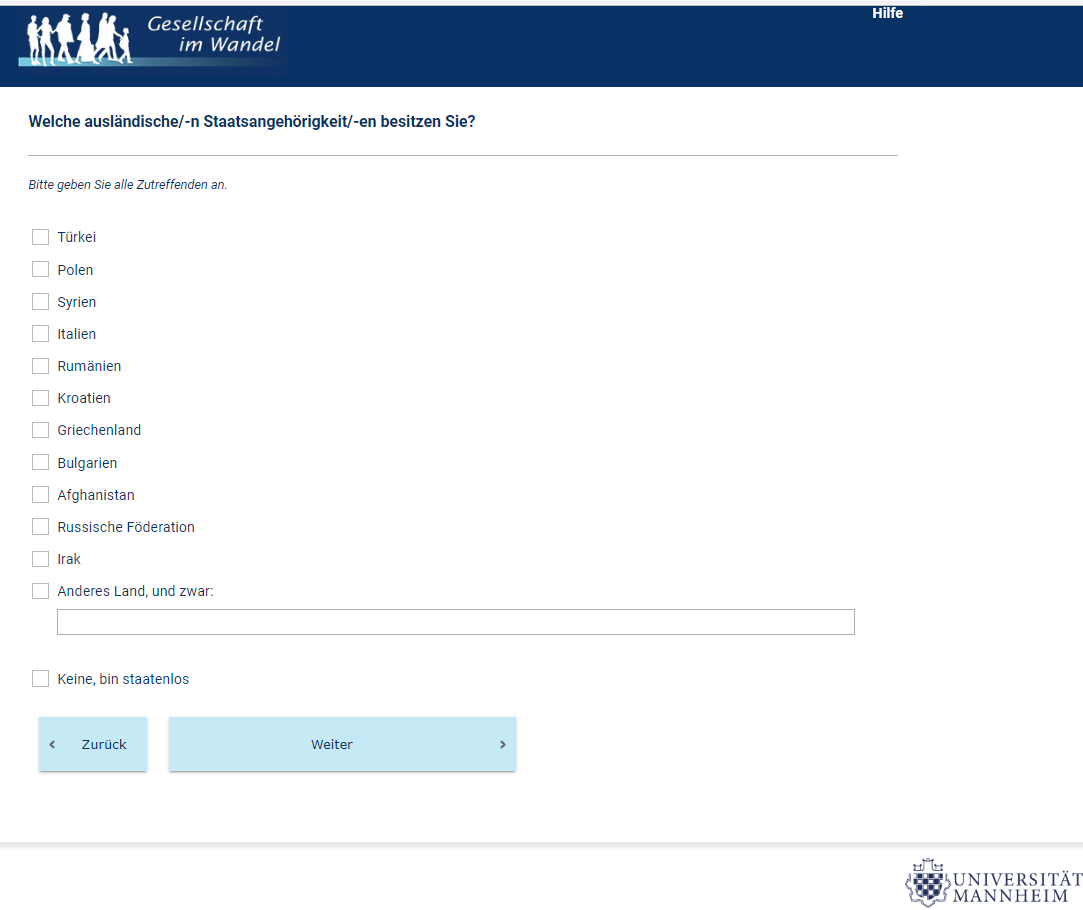 Gesellschaft
im Wandel
Hilfe
Welche ausländische/-n Staatsangehörigkeit/-en besitzen Sie?
Bitte geben Sie alle Zutreffenden an.
Türkei
Polen
Syrien
Italien
Rumänien
Kroatien
Griechenland
Bulgarien
Afghanistan
Russische Föderation
Irak
Anderes Land, und zwar:
Keine, bin staatenlos
Zurück
Weiter
UNIVERSITÄT
MANNHEIM